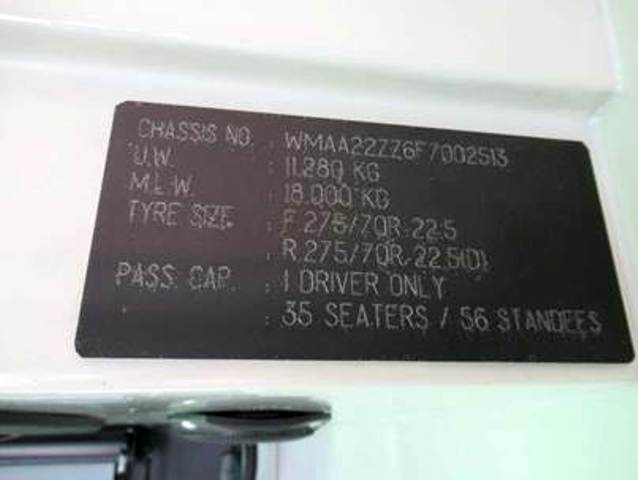 CHASSIS NO. : WMAA22ZZ6F7002513
U.W. : 11.280 KG
M.L.W. : 18.000 KG
TYRE SIZE. : F.275/70R-22.5
: R.275/70R-22.5(D)
PASS. CAP. : 1 DRIVER ONLY
: 35 SEATERS / 56 STANDEES